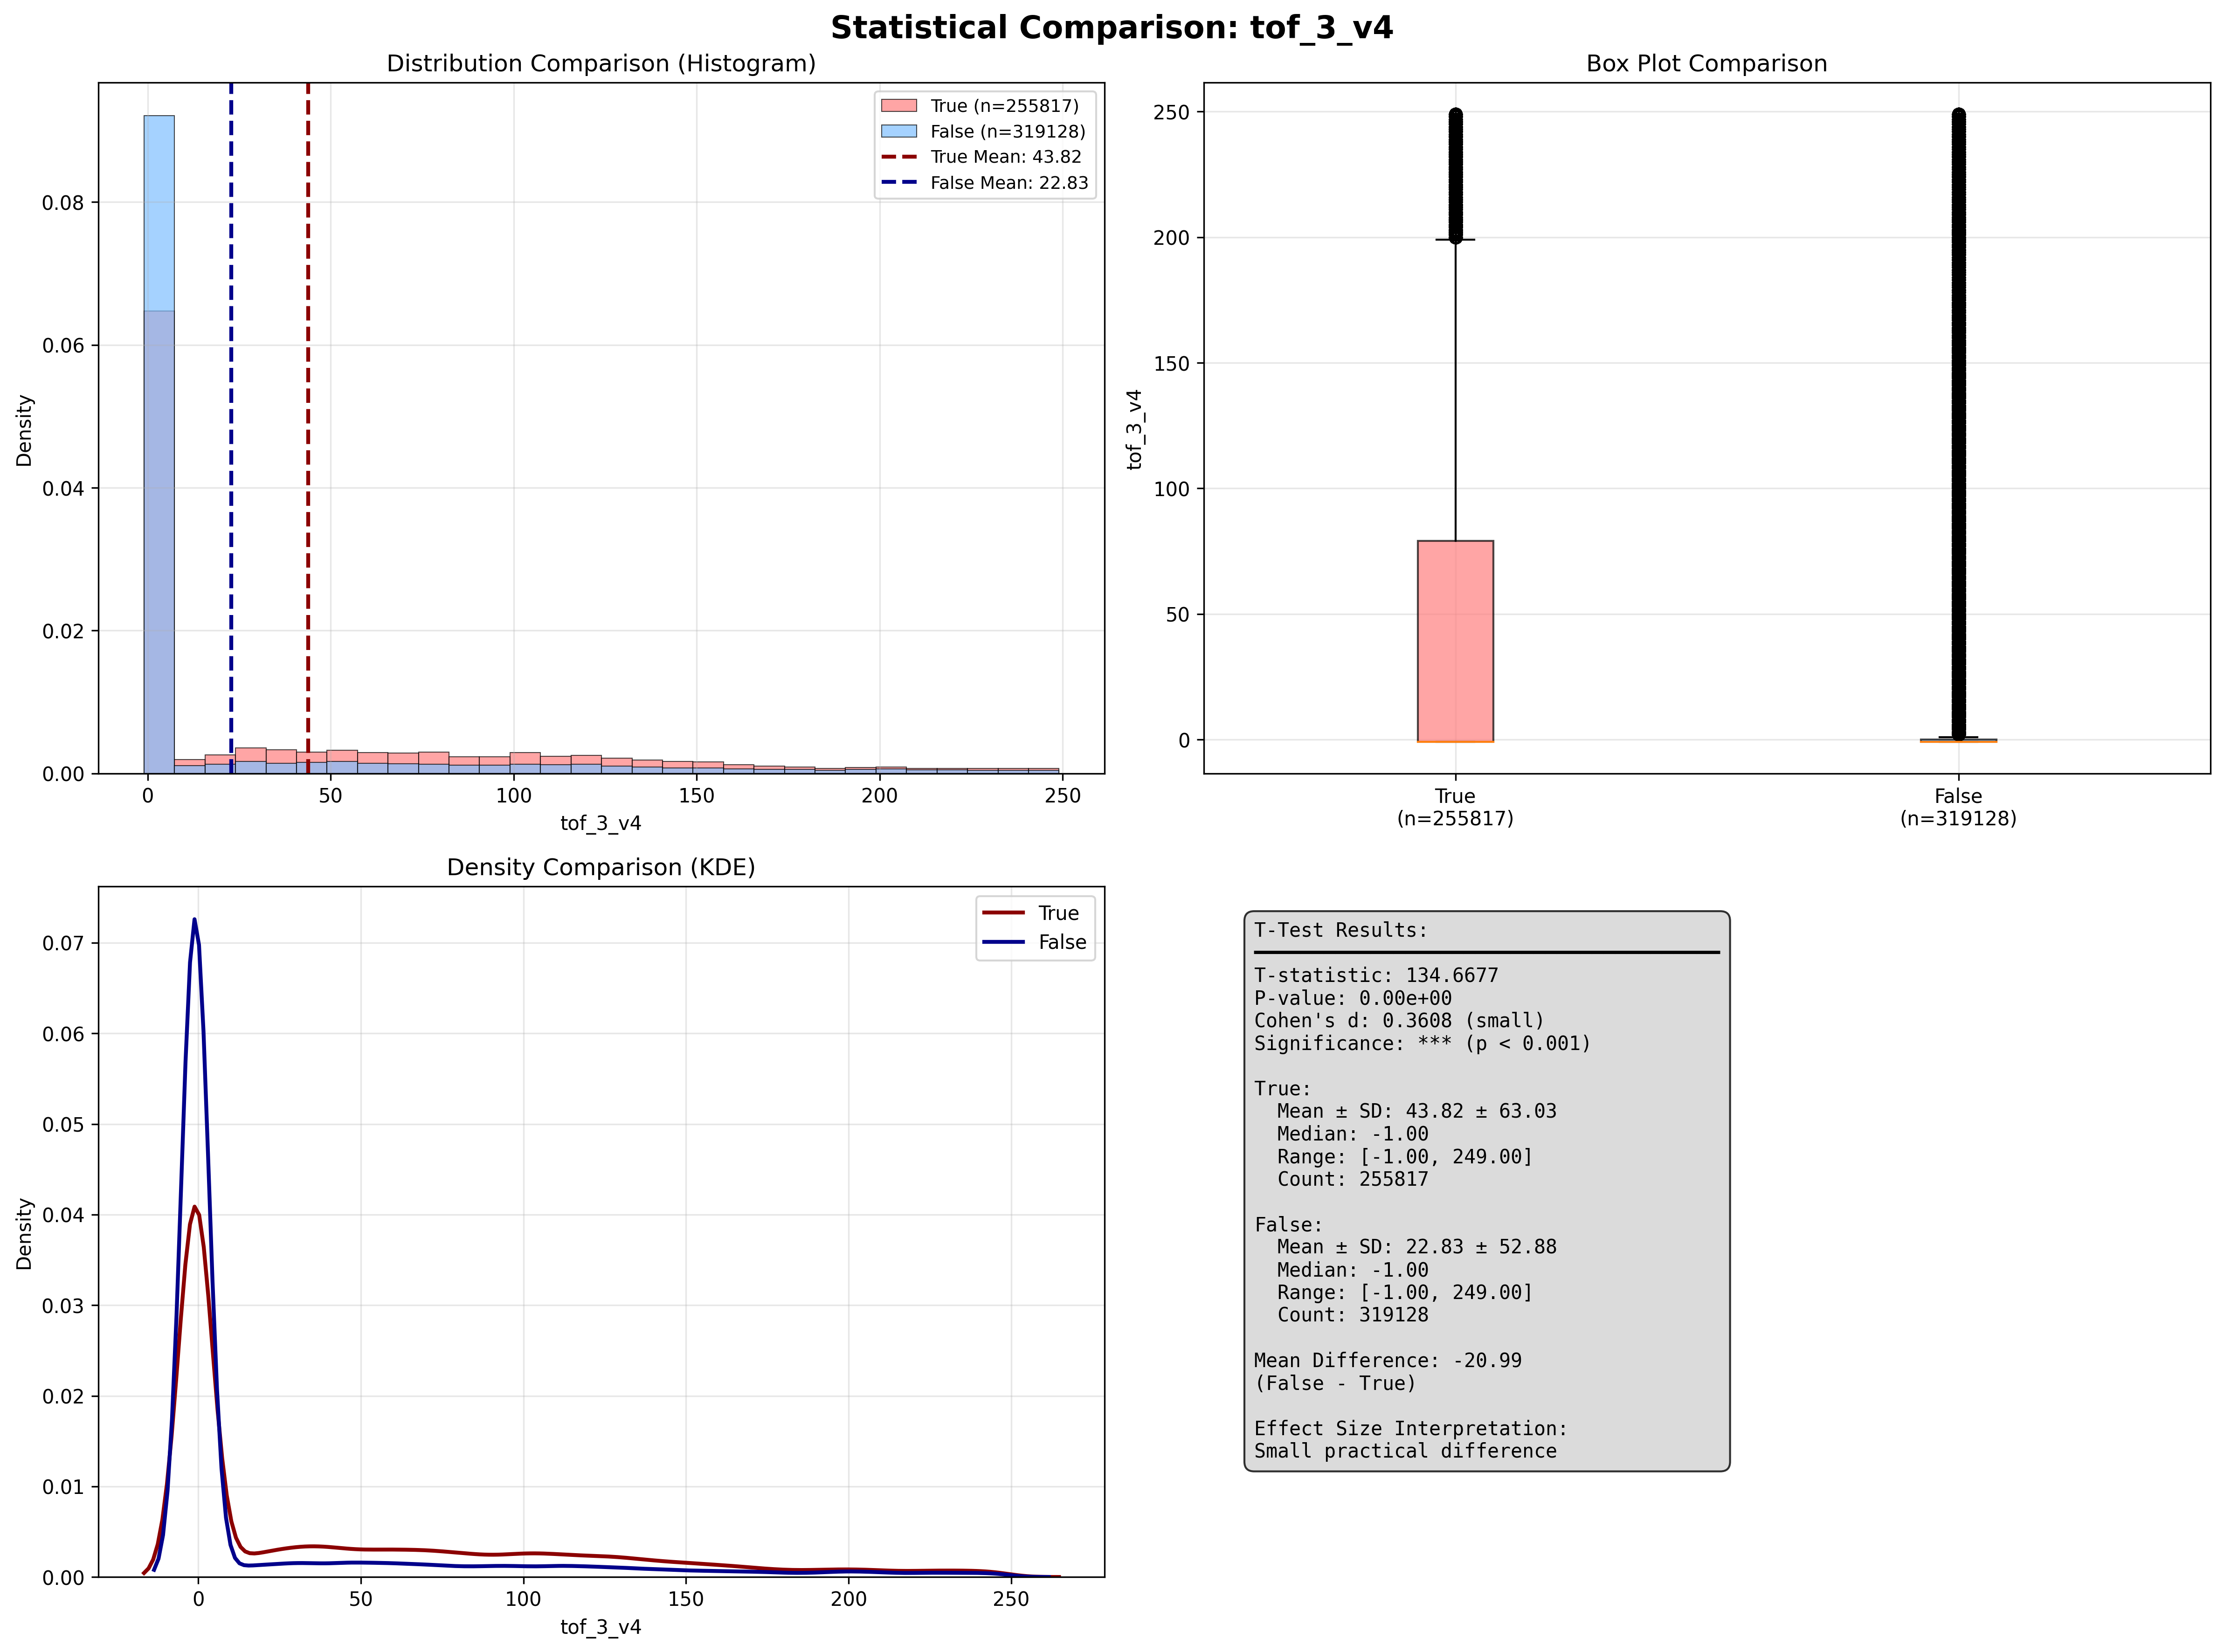 Statistical Comparison: tof_3_v4
Distribution Comparison (Histogram)
True (n=255817)
False (n=319128)
True Mean: 43.82
False Mean: 22.83
Density
0.08
0.06
0.04
0.02
0.00
0
50
100
150
200
250
tof_3_v4
Box Plot Comparison
tof_3_v4
250
200
150
100
50
0
True
(n=255817)
False
(n=319128)
Density Comparison (KDE)
True
False
Density
0.07
0.06
0.05
0.04
0.03
0.02
0.01
0.00
0
50
100
150
200
250
tof_3_v4
T-Test Results:
T-statistic: 134.6677
P-value: 0.00e+00
Cohen's d: 0.3608 (small)
Significance: *** (p < 0.001)
True:
Mean ± SD: 43.82 ± 63.03
Median: -1.00
Range: [-1.00, 249.00]
Count: 255817
False:
Mean ± SD: 22.83 ± 52.88
Median: -1.00
Range: [-1.00, 249.00]
Count: 319128
Mean Difference: -20.99
(False - True)
Effect Size Interpretation:
Small practical difference